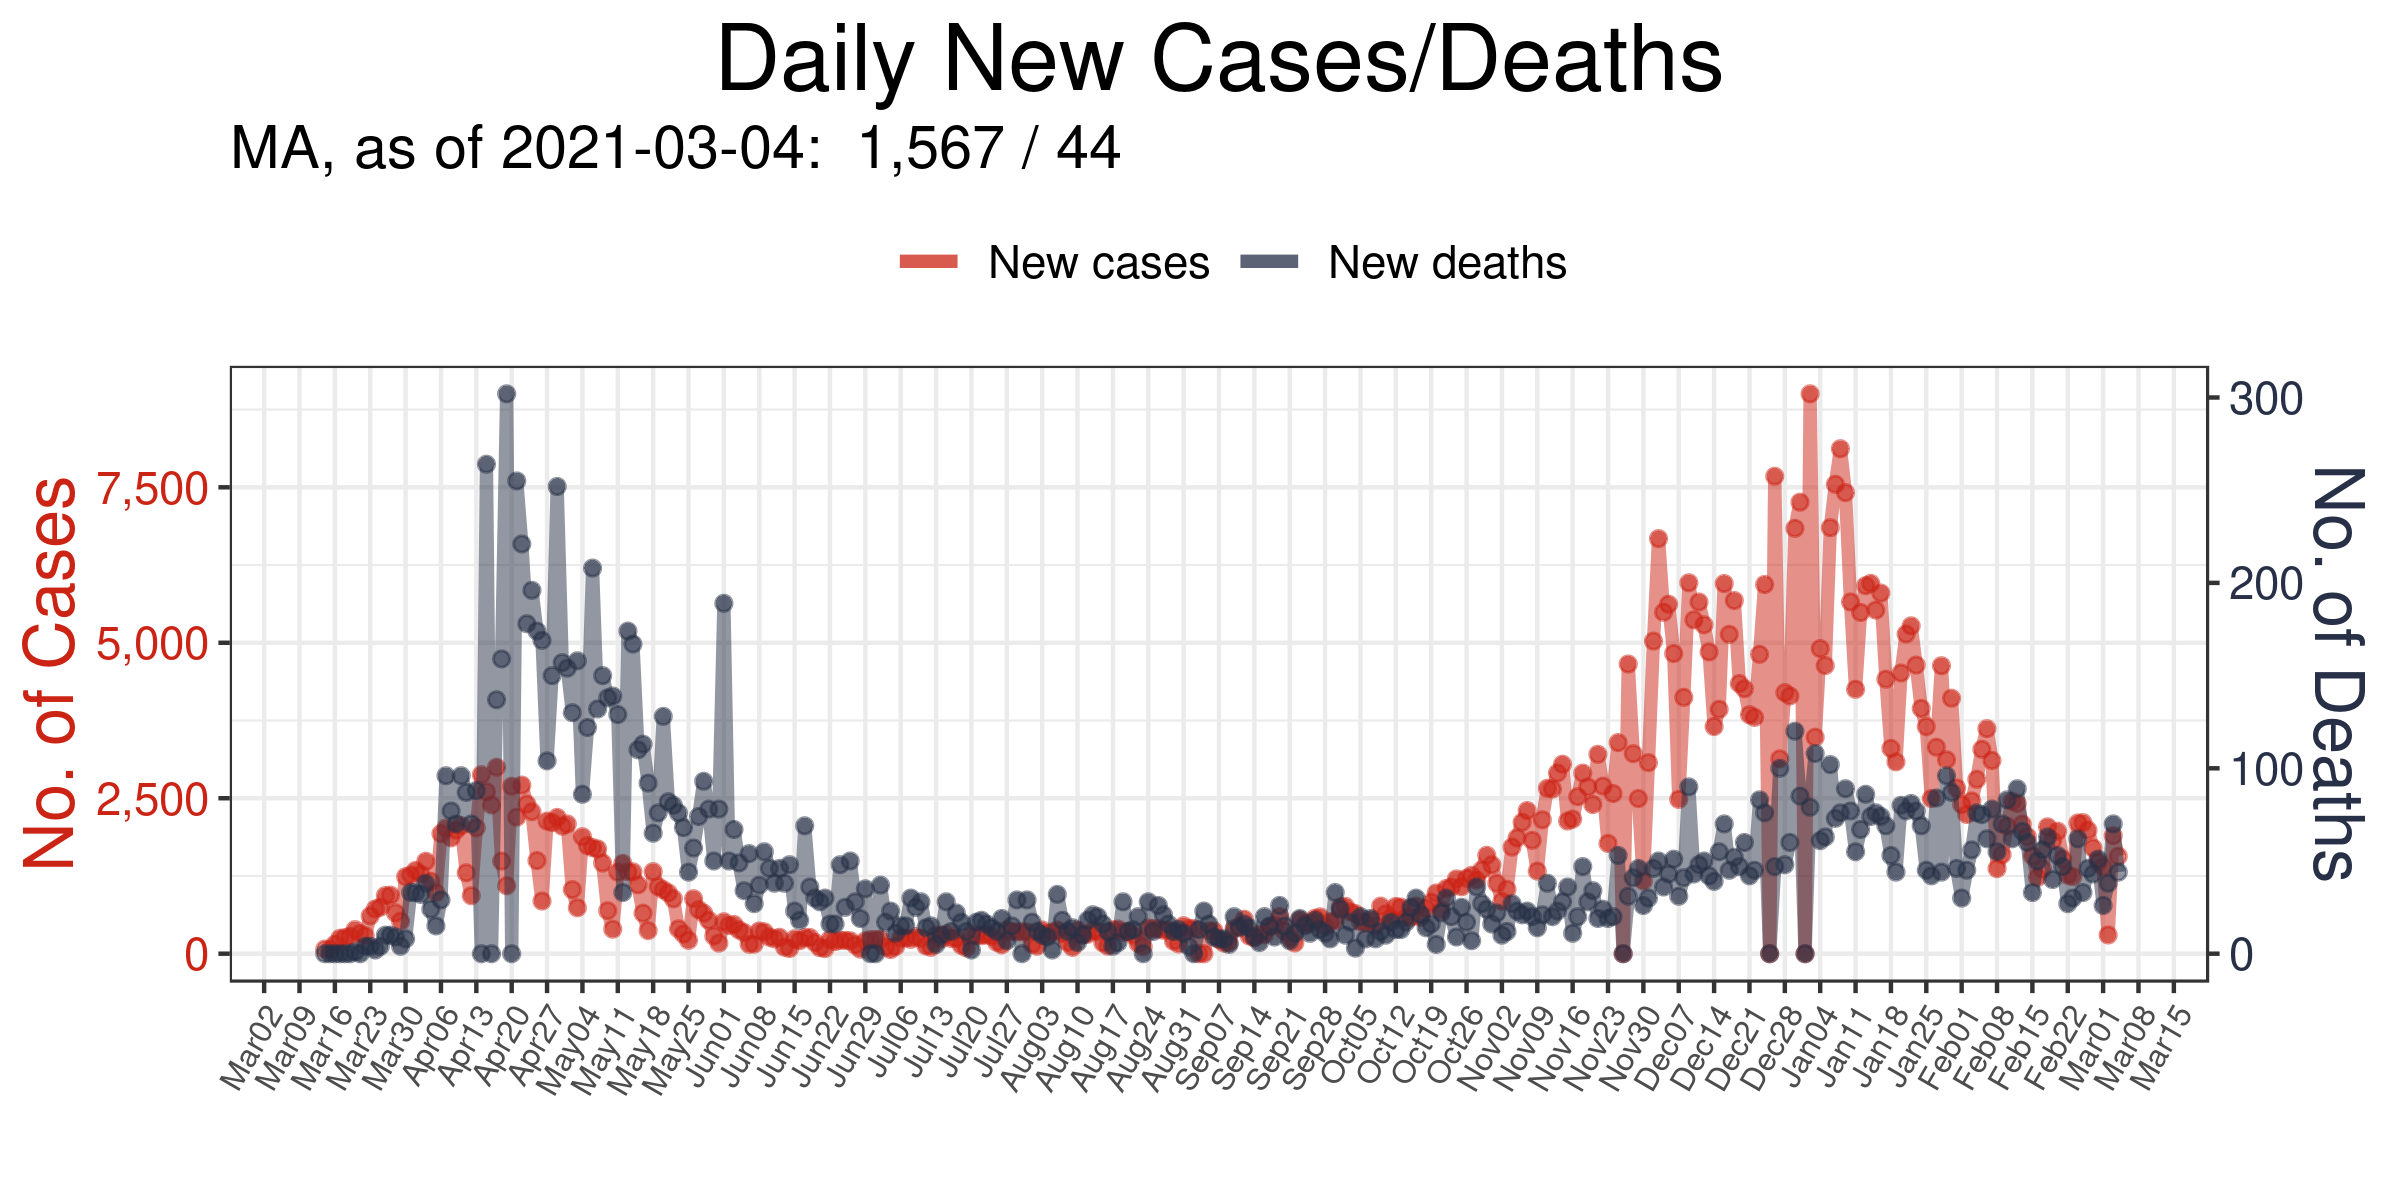 Daily New Cases/Deaths
MA, as of 2021-03-04: 1,567 / 44
New cases
New deaths
No. of Cases
7,500
5,000
2,500
0
300
200
100
0
No. of Deaths
Mar02
Mar09
Mar16
Mar23
Mar30
Apr06
Apr13
Apr20
Apr27
May04
May11
May18
May25
Jun01
Jun08
Jun15
Jun22
Jun29
Jul06
Jul13
Jul20
Jul27
Aug03
Aug10
Aug17
Aug24
Aug31
Sep07
Sep14
Sep21
Sep28
Oct05
Oct12
Oct19
Oct26
Nov02
Nov09
Nov16
Nov23
Nov30
Dec07
Dec14
Dec21
Dec28
Jan04
Jan11
Jan18
Jan25
Feb01
Feb08
Feb15
Feb22
Mar01
Mar08
Mar15